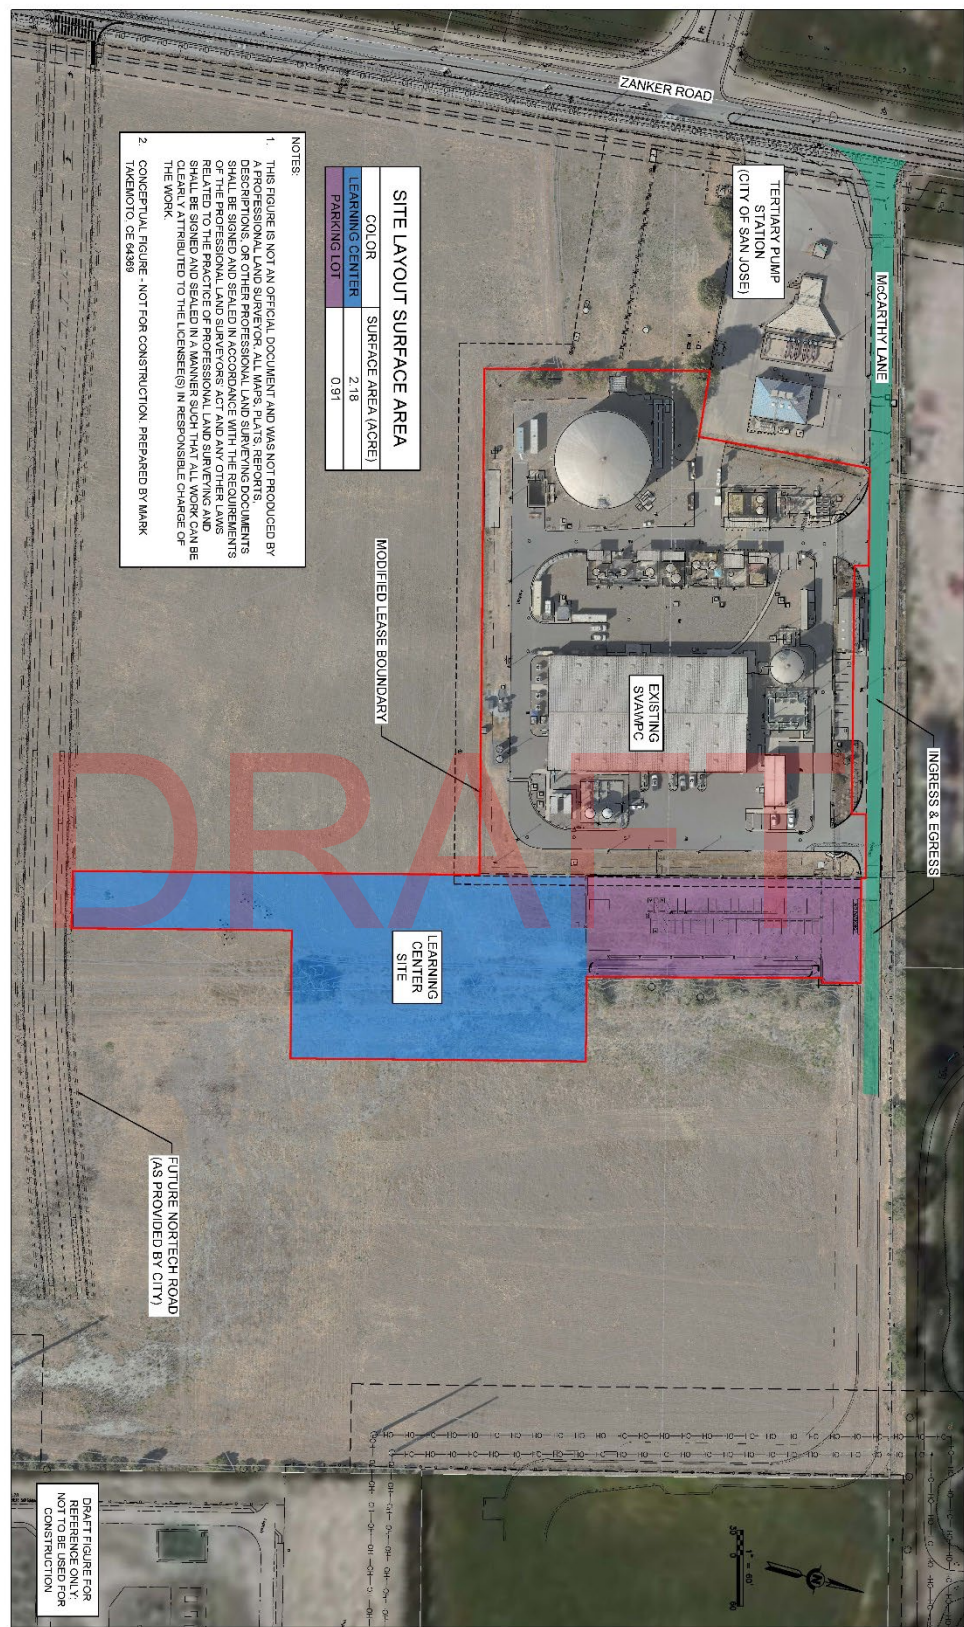 ZANKER ROAD
McCARTHY LANE
TERTIARY PUMP
STATION
(CITY OF SAN JOSE)
INGRESS & EGRESS
EXISTING
SVAWPC
SITE LAYOUT SURFACE AREA
COLOR SURFACE AREA (ACRE)
LEARNING CENTER 2.18
PARKING LOT 0.91
MODIFIED LEASE BOUNDARY
LEARNING
CENTER
SITE
FUTURE NORTECH ROAD
(AS PROVIDED BY CITY)
NOTES:
1. THIS FIGURE IS NOT AN OFFICIAL DOCUMENT AND WAS NOT PRODUCED BY
A PROFESSIONAL LAND SURVEYOR. ALL MAPS, PLATS, REPORTS,
DESCRIPTIONS, OR OTHER PROFESSIONAL LAND SURVEYING DOCUMENTS
SHALL BE SIGNED AND SEALED IN ACCORDANCE WITH THE REQUIREMENTS
OF THE PROFESSIONAL LAND SURVEYORS' ACT AND ANY OTHER LAWS
RELATED TO THE PRACTICE OF PROFESSIONAL LAND SURVEYING AND
SHALL BE SIGNED AND SEALED IN A MANNER SUCH THAT ALL WORK CAN BE
CLEARLY ATTRIBUTED TO THE LICENSEE(S) IN RESPONSIBLE CHARGE OF
THE WORK.
2. CONCEPTUAL FIGURE - NOT FOR CONSTRUCTION. PREPARED BY MARK
TAKEMOTO, CE 64369
DRAFT
N
30 0 60
1" = 60'
DRAFT FIGURE FOR
REFERENCE ONLY;
NOT TO BE USED FOR
CONSTRUCTION